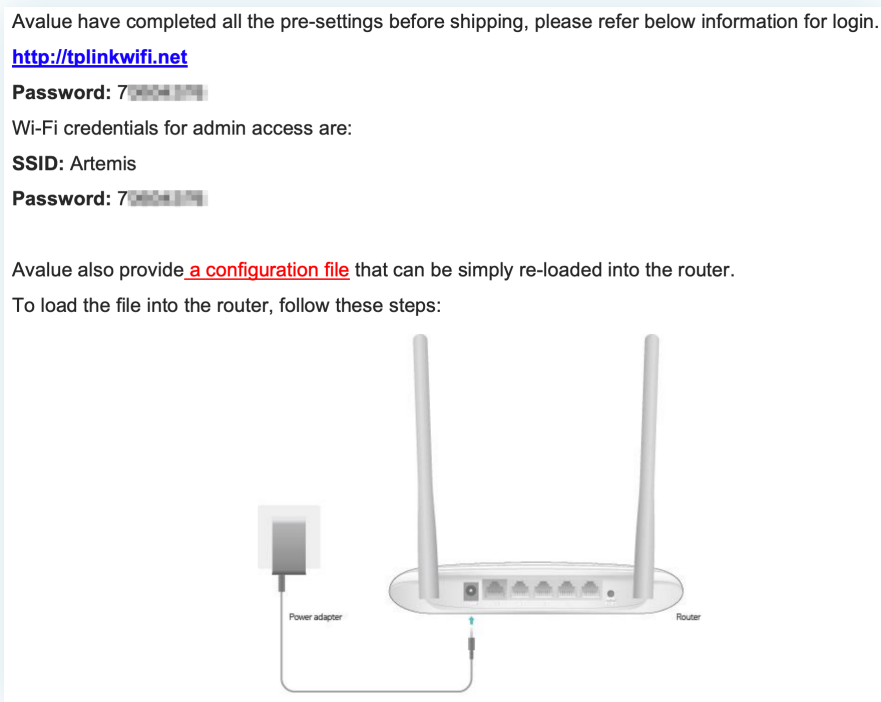 Avalue have completed all the pre-settings before shipping, please refer below information for login.
http://tplinkwifi.net
Password: 7
Wi-Fi credentials for admin access are:
SSID: Artemis
Password: 7
Avalue also provide a configuration file that can be simply re-loaded into the router.
To load the file into the router, follow these steps:
Power adapter
Router